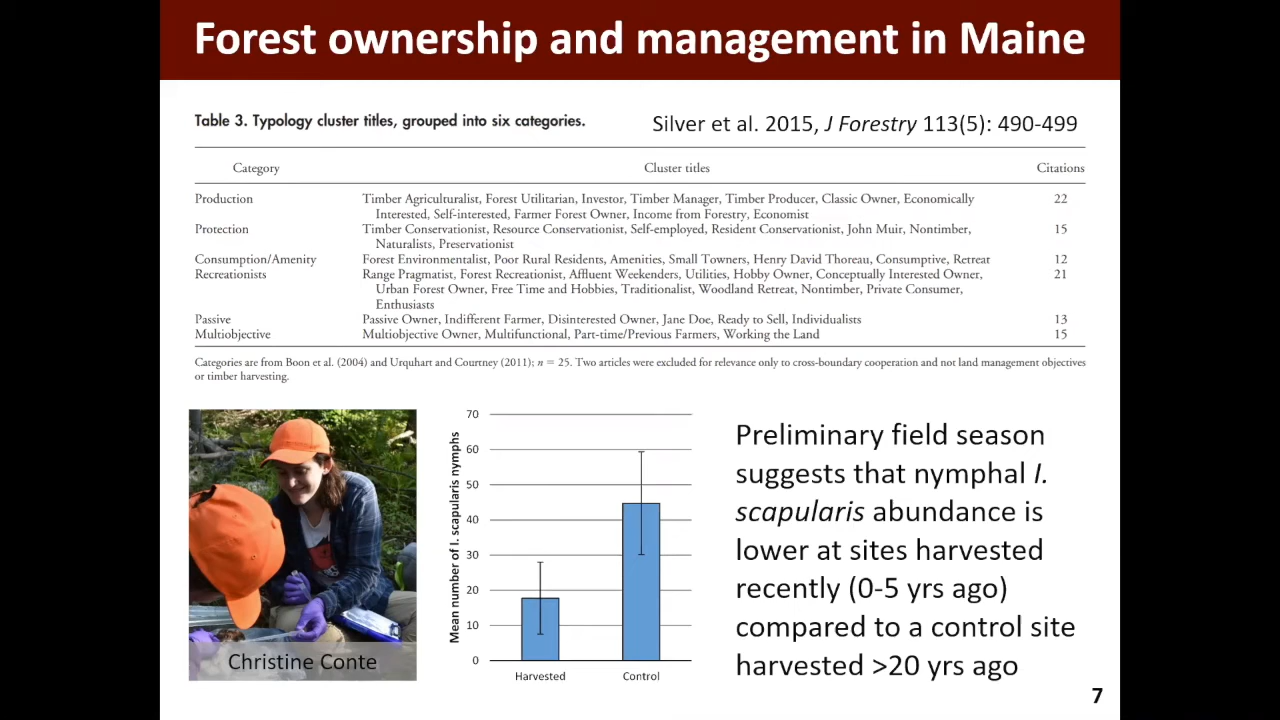 Forest ownership and management in Maine
Table 3. Typology cluster titles, grouped into six categories.
Silver et al. 2015, J Forestry 113(5): 490-499
Category Cluster titles Citations
Production Timber Agriculturalist, Forest Utilitarian, Investor, Timber Manager, Timber Producer, Classic Owner, Economically 22
Interested, Self-interested, Farmer Forest Owner, Income from Forestry, Economist
Protection Timber Conservationist, Resource Conservationist, Self-employed, Resident Conservationist, John Muir, Nontimber, 15
Naturalists, Preservationist
Consumption/Amenity Forest Environmentalist, Poor Rural Residents, Amenities, Small Towners, Henry David Thoreau, Consumptive, Retreat 12
Recreationists Range Pragmatist, Forest Recreationist, Affluent Weekenders, Utilities, Hobby Owner, Conceptually Interested Owner, 21
Urban Forest Owner, Free Time and Hobbies, Traditionalist, Woodland Retreat, Nontimber, Private Consumer,
Enthusiasts
Passive Passive Owner, Indifferent Farmer, Disinterested Owner, Jane Doe, Ready to Sell, Individualists 13
Multiobjective Multiobjective Owner, Multifunctional, Part-time/Previous Farmers, Working the Land 15
Categories are from Boon et al. (2004) and Urquhart and Courtney (2011); n = 25. Two articles were excluded for relevance only to cross-boundary cooperation and not land management objectives
or timber harvesting.
Christine Conte
Mean number of I. scapularis nymphs
70
60
50
40
30
20
10
0
Harvested Control
Preliminary field season
suggests that nymphal I.
scapularis abundance is
lower at sites harvested
recently (0-5 yrs ago)
compared to a control site
harvested >20 yrs ago
7